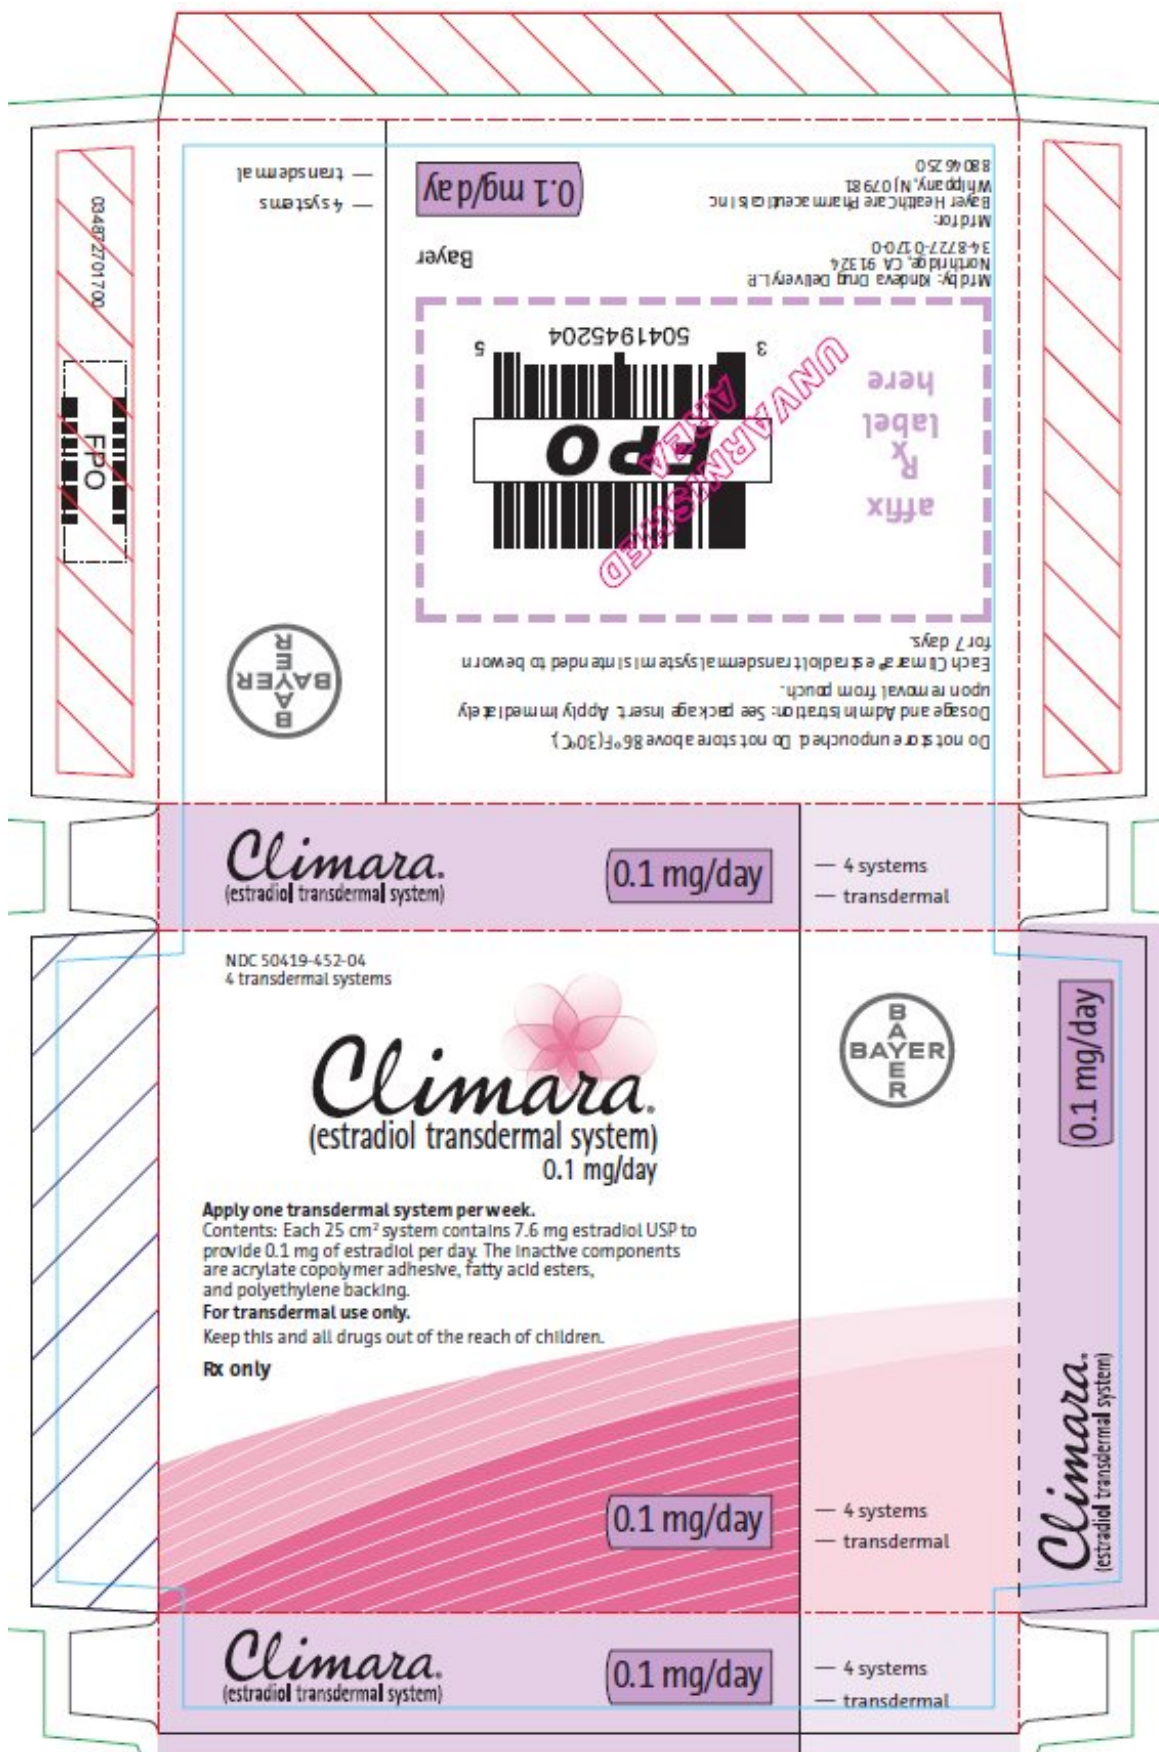 034872701700
FPO
4 systems
transdermal
BAYER
BAYER
Do not store unpouched. Do not store above 86°F (30°C).
Dosage and Administration: See package insert. Apply immediately
upon removal from pouch.
Each Climara® estradiol transdermal system is intended to be worn
for 7 days.
affix
Rx
label
here
FPO
UNVARNISHED
AREA
3 5041945204 5
Mfd by: Kindeva Drug Delivery L.P.
Northridge, CA 91324
34-8727-0170-0
Mfd for:
Bayer HealthCare Pharmaceuticals Inc
Whippany, NJ 07981
88046250
Bayer
0.1 mg/day
Climara®
(estradiol transdermal system)
0.1 mg/day
— 4 systems
— transdermal
NDC 50419-452-04
4 transdermal systems
Climara®
(estradiol transdermal system)
0.1 mg/day
Apply one transdermal system per week.
Contents: Each 25 cm² system contains 7.6 mg estradiol USP to
provide 0.1 mg of estradiol per day. The inactive components
are acrylate copolymer adhesive, fatty acid esters,
and polyethylene backing.
For transdermal use only.
Keep this and all drugs out of the reach of children.
Rx only
0.1 mg/day
BAYER
BAYER
— 4 systems
— transdermal
0.1 mg/day
Climara®
(estradiol transdermal system)
Climara®
(estradiol transdermal system)
0.1 mg/day
— 4 systems
— transdermal